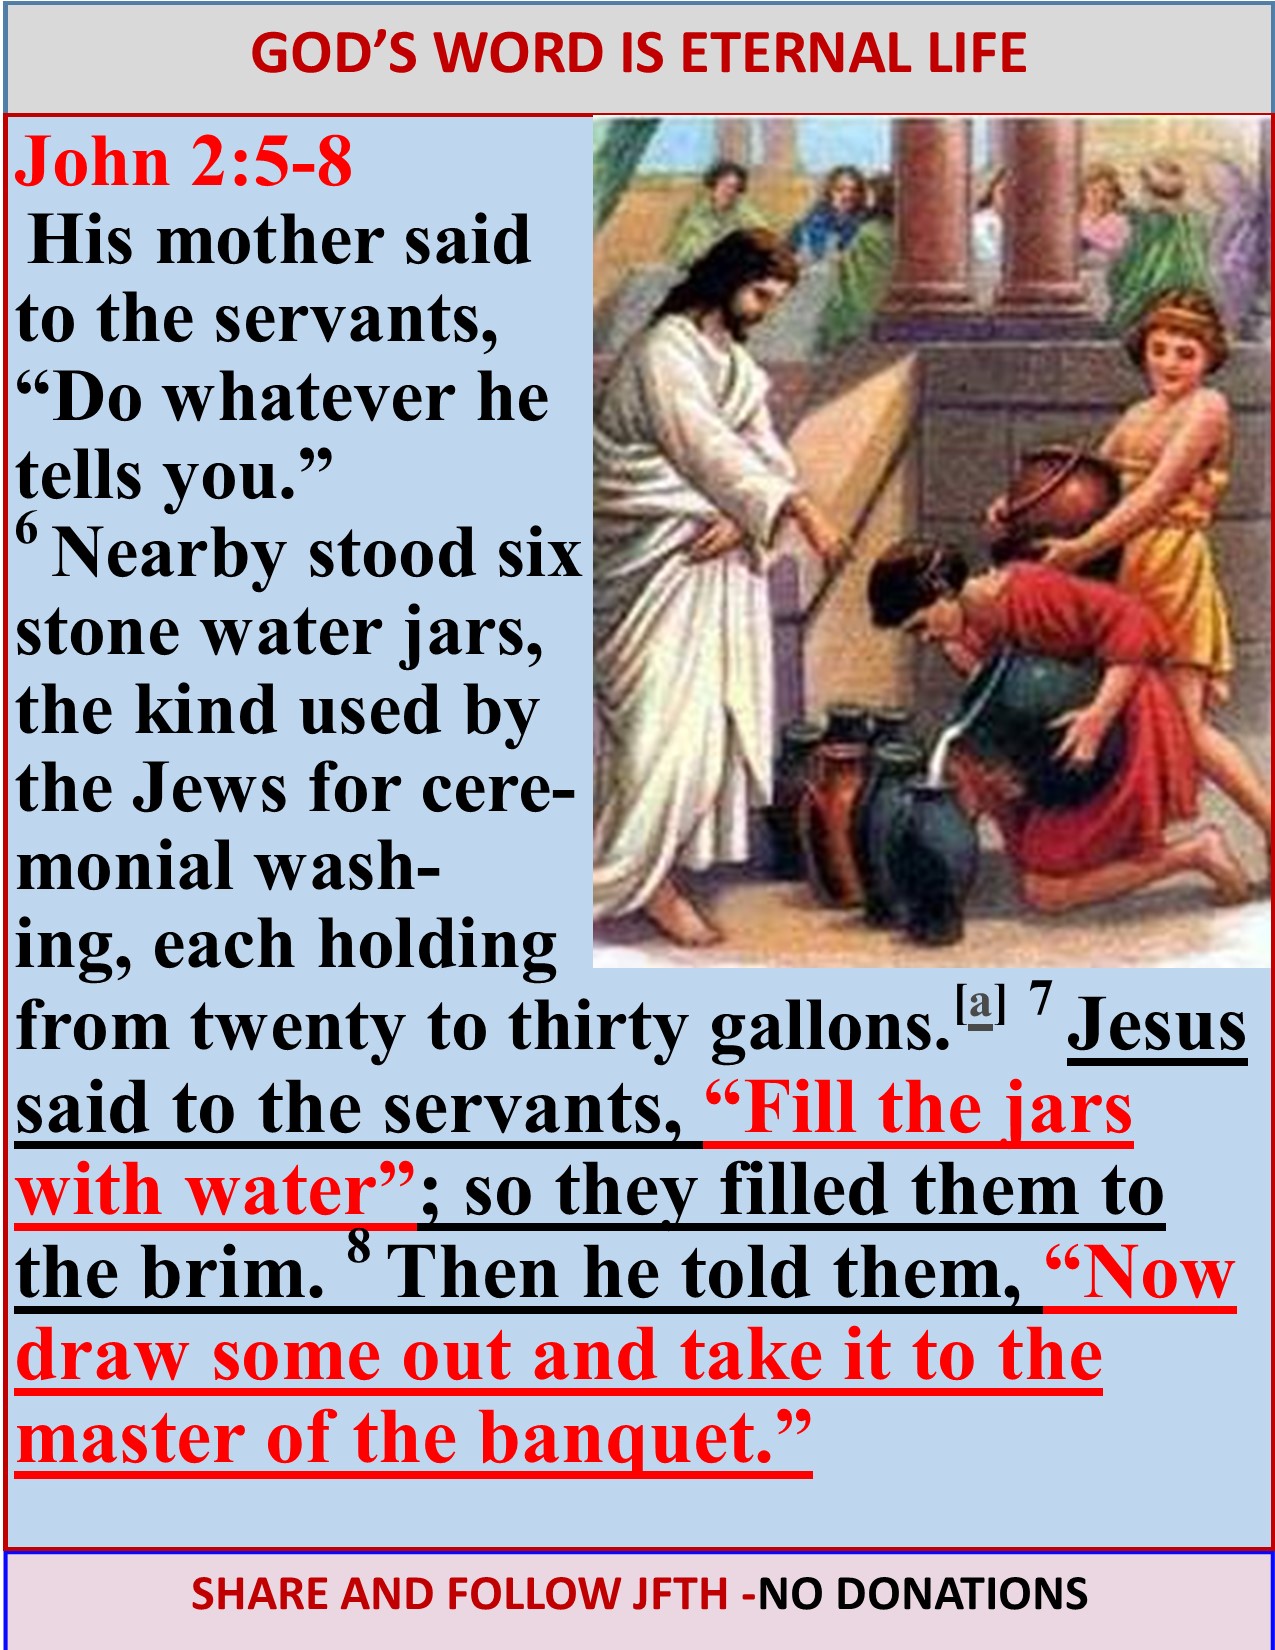 GOD’S WORD IS ETERNAL LIFE
John 2:5-8
His mother said
to the servants,
“Do whatever he
tells you.”
6 Nearby stood six
stone water jars,
the kind used by
the Jews for cere-
monial wash-
ing, each holding
from twenty to thirty gallons.[a] 7 Jesus
said to the servants, “Fill the jars
with water”; so they filled them to
the brim. 8 Then he told them, “Now
draw some out and take it to the
master of the banquet.”
SHARE AND FOLLOW JFTH -NO DONATIONS